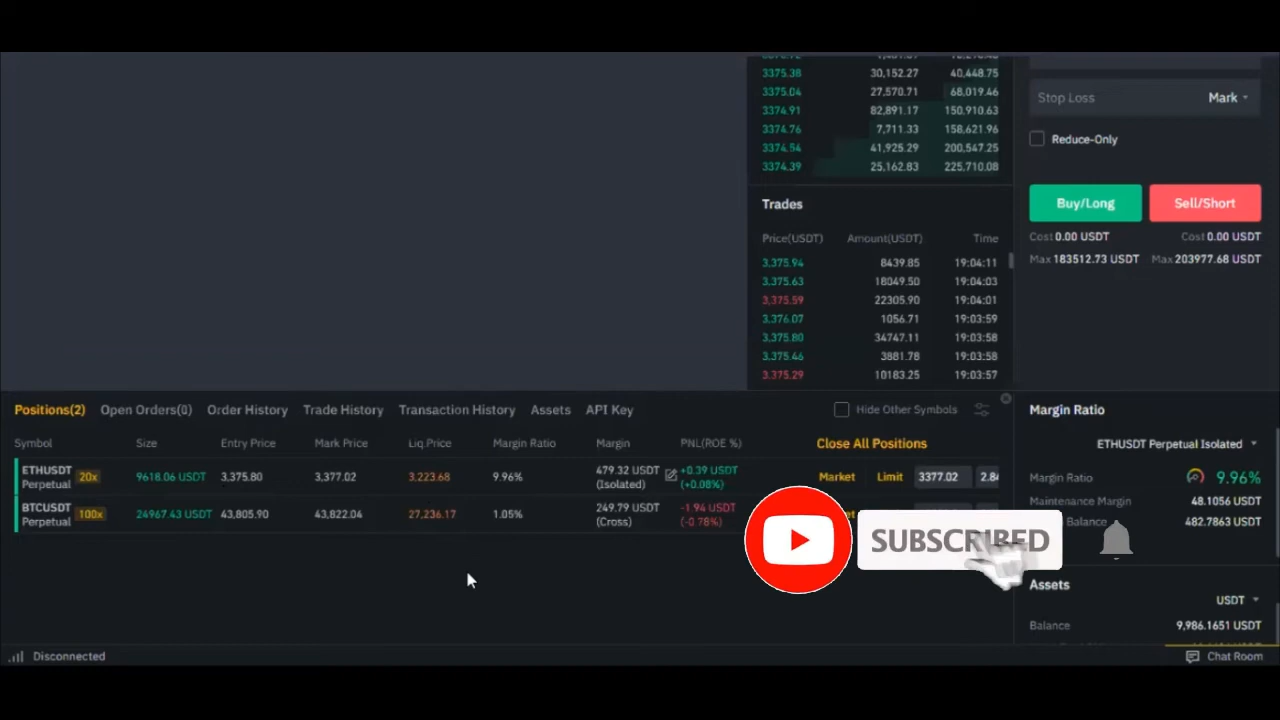 3375.38 30,152.27 40,448.75
3375.04 27,570.71 68,019.46
3374.91 82,891.17 150,910.63
3374.76 7,711.33 158,621.96
3374.54 41,925.29 200,547.25
3374.39 25,162.83 225,710.08
Stop Loss Mark
Reduce-Only
Buy/Long Sell/Short
Cost 0.00 USDT Cost 0.00 USDT
Max 183512.73 USDT Max 203977.68 USDT
Trades
Price(USDT) Amount(USDT) Time
3,375.94 8439.85 19:04:11
3,375.63 18049.50 19:04:03
3,375.59 22305.90 19:04:01
3,376.07 1056.71 19:03:59
3,375.80 34747.11 19:03:58
3,375.46 3881.78 19:03:58
3,375.29 10183.25 19:03:57
Positions(2) Open Orders(0) Order History Trade History Transaction History Assets API Key Hide Other Symbols
Symbol Size Entry Price Mark Price Liq.Price Margin Ratio Margin PNL(ROE %) Close All Positions
ETHUSDT Perpetual 20x 9618.06 USDT 3,375.80 3,377.02 3,223.68 9.96% 479.32 USDT (Isolated) +0.39 USDT (+0.08%) Market Limit 3377.02 2.84
BTCUSDT Perpetual 100x 24967.43 USDT 43,805.90 43,822.04 27,236.17 1.05% 249.79 USDT (Cross) -1.94 USDT (-0.78%)
SUBSCRIBED
Margin Ratio
ETHUSDT Perpetual Isolated
Margin Ratio 9.96%
Maintenance Margin 48.1056 USDT
Balance 482.7863 USDT
Assets
USDT
Balance 9,986.1651 USDT
Disconnected Chat Room